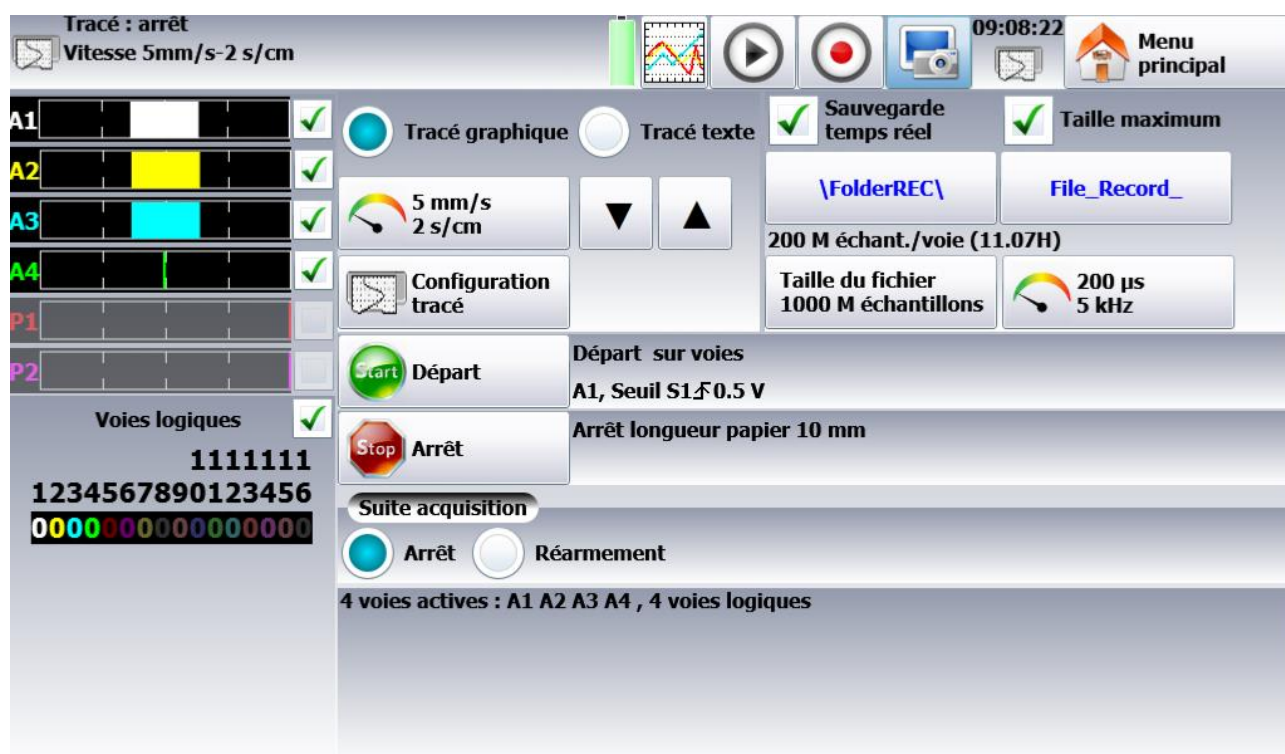 Tracé : arrêt
Vitesse 5mm/s-2 s/cm
09:08:22
Menu
principal
A1
A2
A3
A4
P1
P2
Voies logiques
1111111
1234567890123456
0000000000000000
Tracé graphique
Tracé texte
5 mm/s
2 s/cm
▼
▲
Configuration
tracé
Sauvegarde
temps réel
Taille maximum
\FolderREC\
File_Record_
200 M échant./voie (11.07H)
Taille du fichier
1000 M échantillons
200 µs
5 kHz
Start
Départ
Départ sur voies
A1, Seuil S1 0.5 V
Stop
Arrêt
Arrêt longueur papier 10 mm
Suite acquisition
Arrêt
Réarmement
4 voies actives : A1 A2 A3 A4 , 4 voies logiques